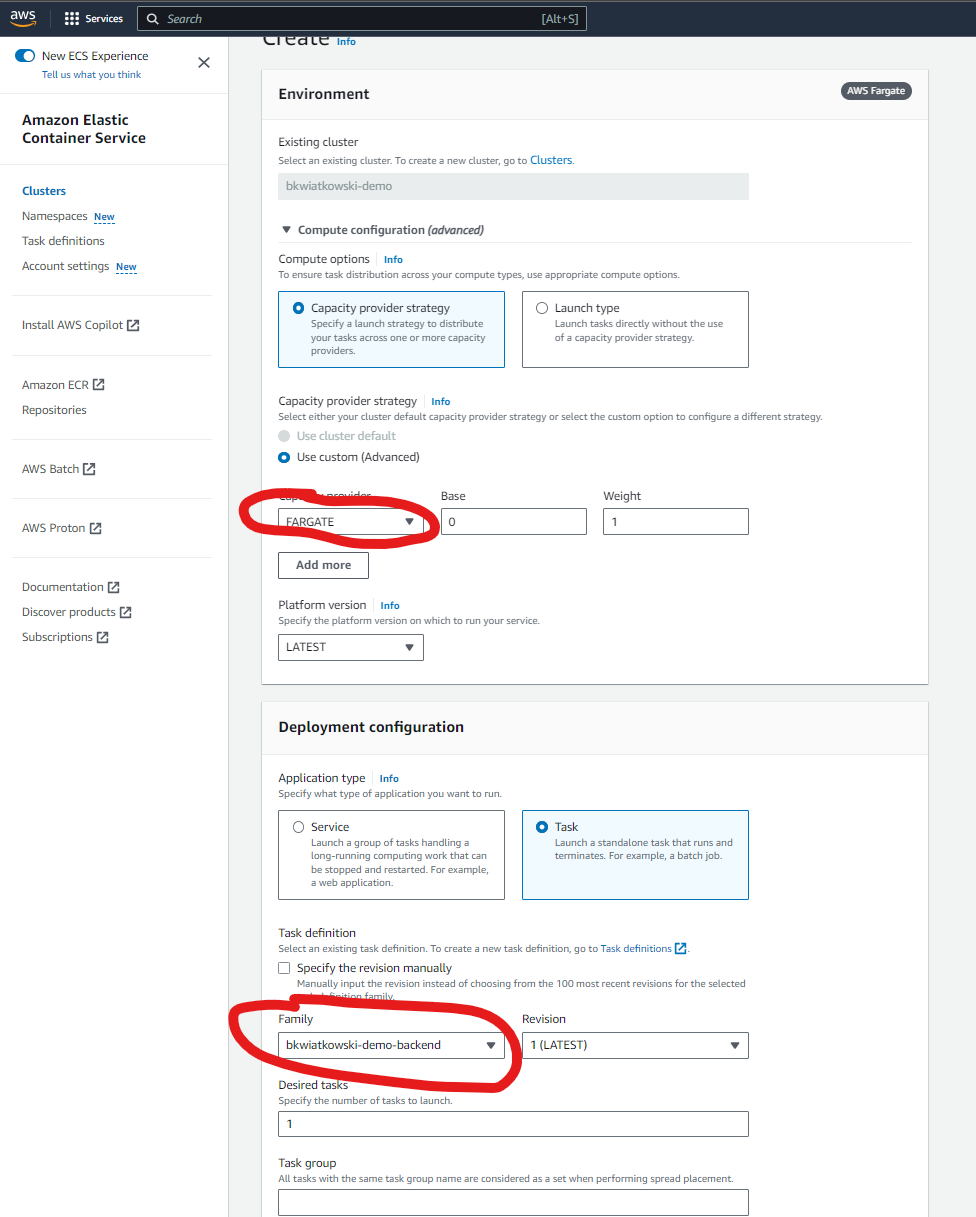 aws
Services
Search
[Alt+S]
New ECS Experience
Tell us what you think
Amazon Elastic
Container Service
Clusters
Namespaces New
Task definitions
Account settings New
Install AWS Copilot
Amazon ECR
Repositories
AWS Batch
AWS Proton
Documentation
Discover products
Subscriptions
Create Info
Environment
AWS Fargate
Existing cluster
Select an existing cluster. To create a new cluster, go to Clusters.
bkwiatkowski-demo
Compute configuration (advanced)
Compute options Info
To ensure task distribution across your compute types, use appropriate compute options.
Capacity provider strategy
Specify a launch strategy to distribute
your tasks across one or more capacity
providers.
Launch type
Launch tasks directly without the use
of a capacity provider strategy.
Capacity provider strategy Info
Select either your cluster default capacity provider strategy or select the custom option to configure a different strategy.
Use cluster default
Use custom (Advanced)
Capacity provider
Base
Weight
FARGATE
0
1
Add more
Platform version Info
Specify the platform version on which to run your service.
LATEST
Deployment configuration
Application type Info
Specify what type of application you want to run.
Service
Launch a group of tasks handling a
long-running computing work that can
be stopped and restarted. For example,
a web application.
Task
Launch a standalone task that runs and
terminates. For example, a batch job.
Task definition
Select an existing task definition. To create a new task definition, go to Task definitions.
Specify the revision manually
Manually input the revision instead of choosing from the 100 most recent revisions for the selected
definition family.
Family
Revision
bkwiatkowski-demo-backend
1 (LATEST)
Desired tasks
Specify the number of tasks to launch.
1
Task group
All tasks with the same task group name are considered as a set when performing spread placement.